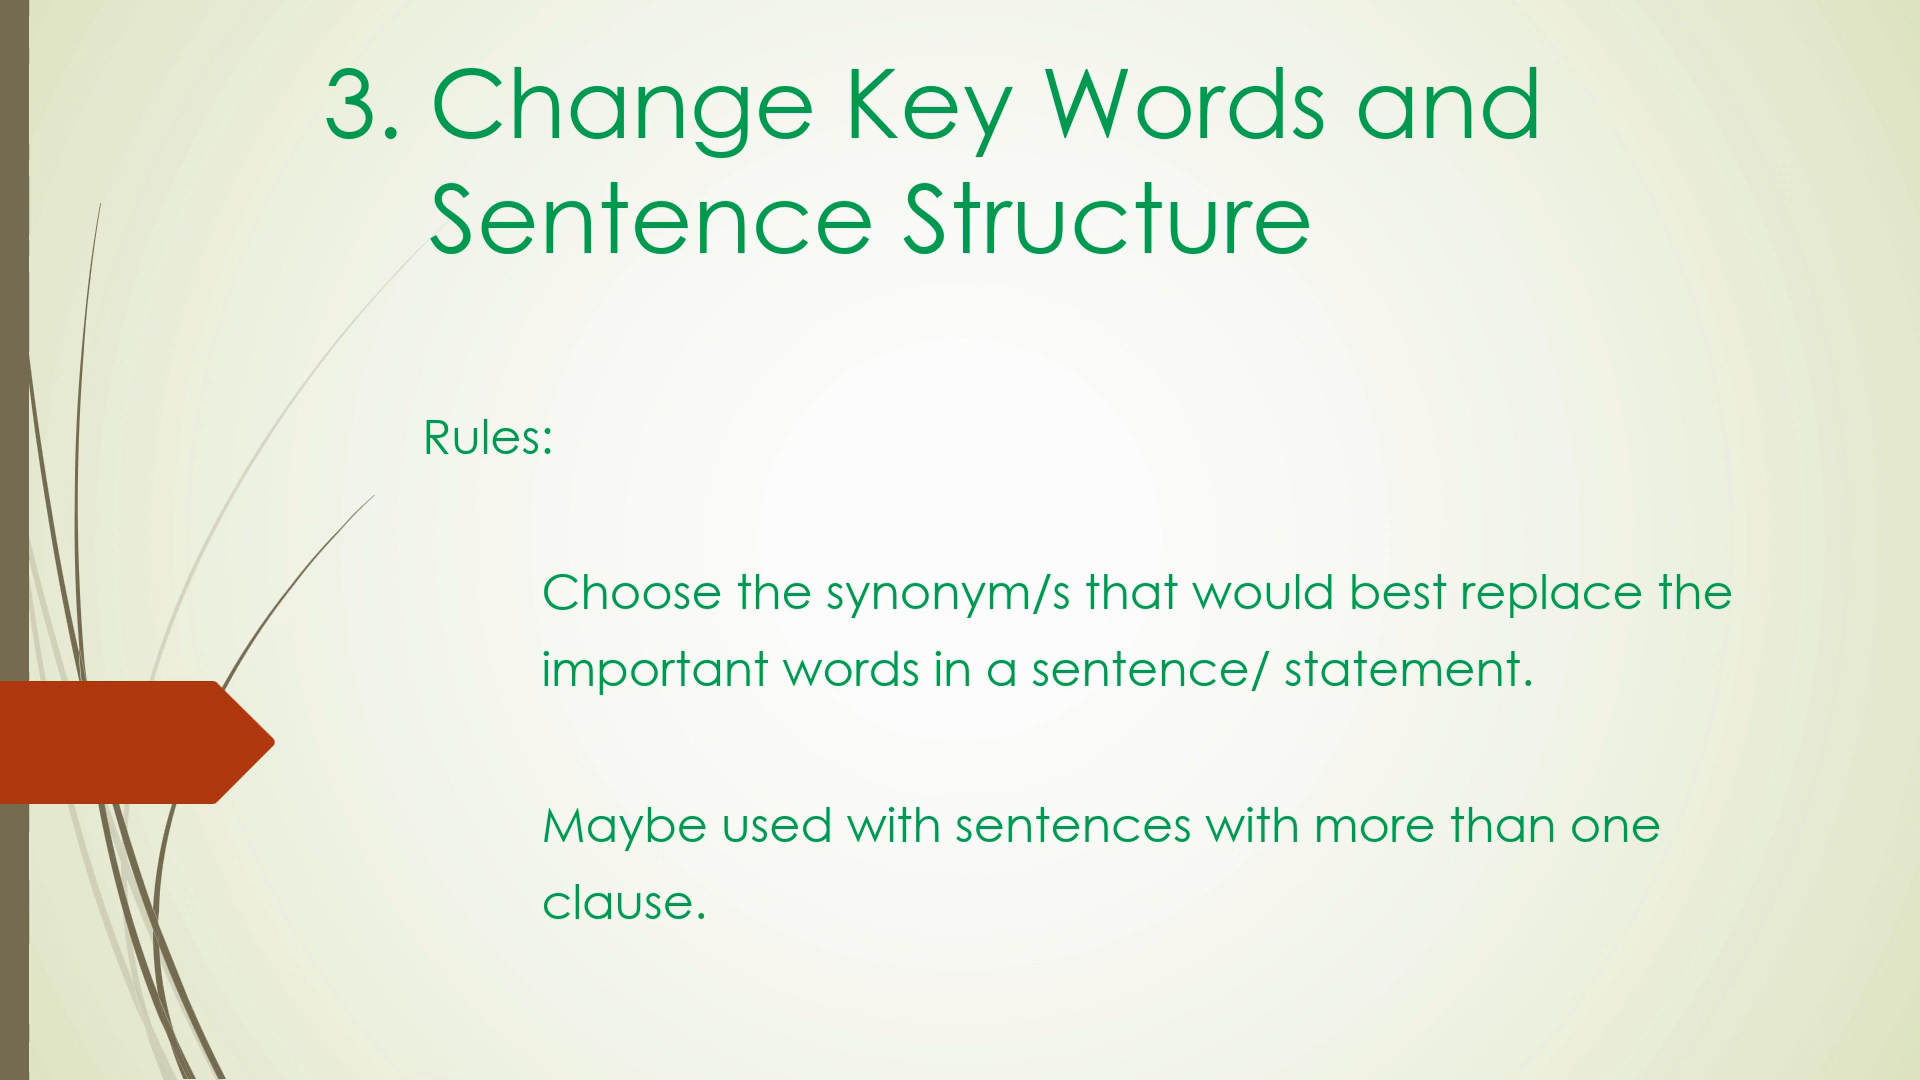 3. Change Key Words and
Sentence Structure
Rules:
Choose the synonym/s that would best replace the
important words in a sentence/ statement.
Maybe used with sentences with more than one
clause.